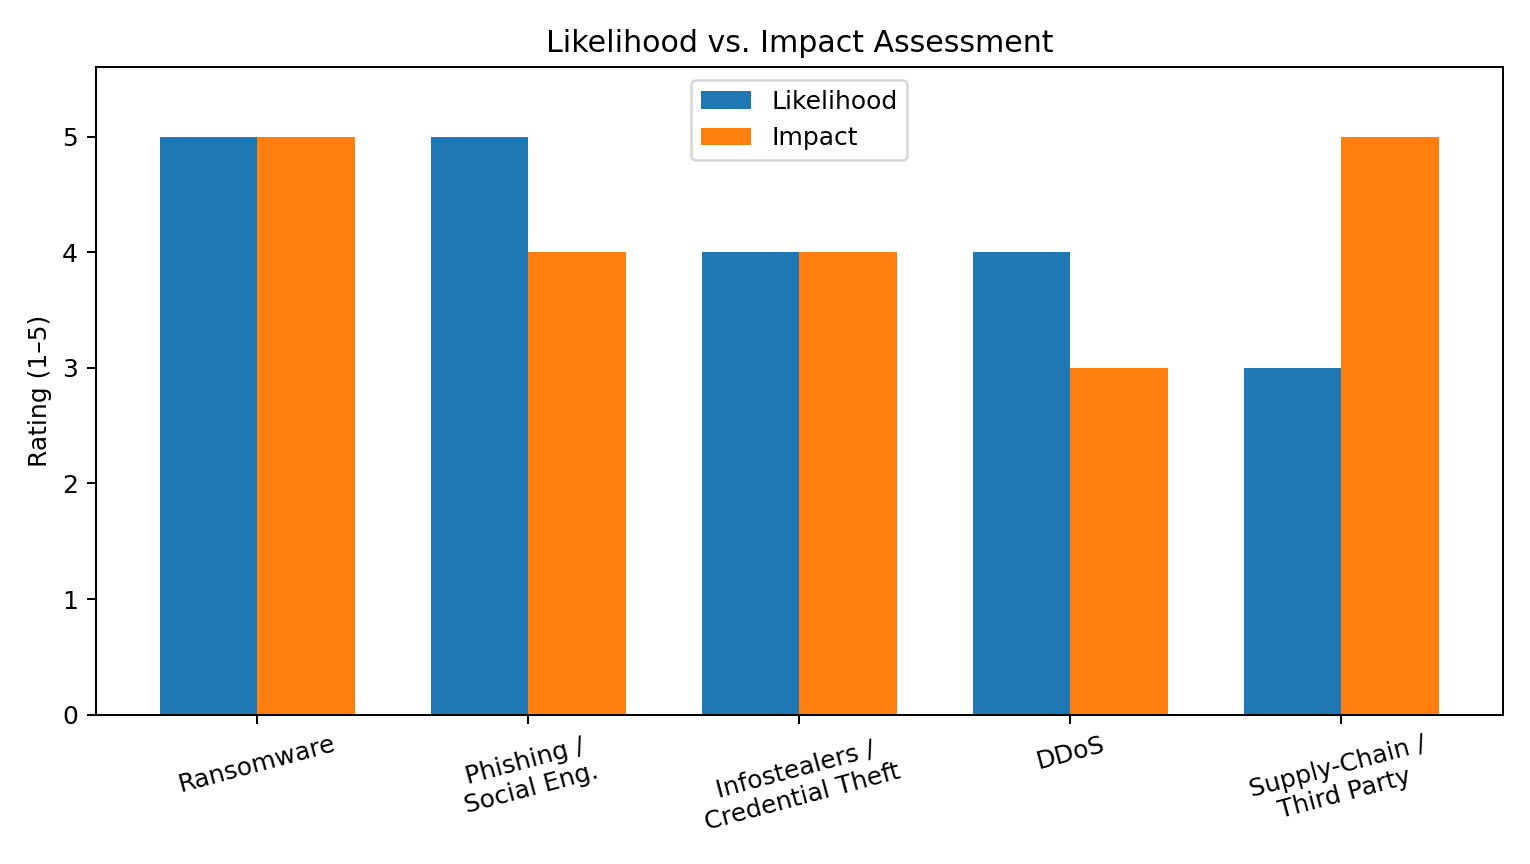 Likelihood vs. Impact Assessment
Likelihood
Impact
Rating (1–5)
5
4
3
2
1
0
Ransomware
Phishing /
Social Eng.
Infostealers /
Credential Theft
DDoS
Supply-Chain /
Third Party